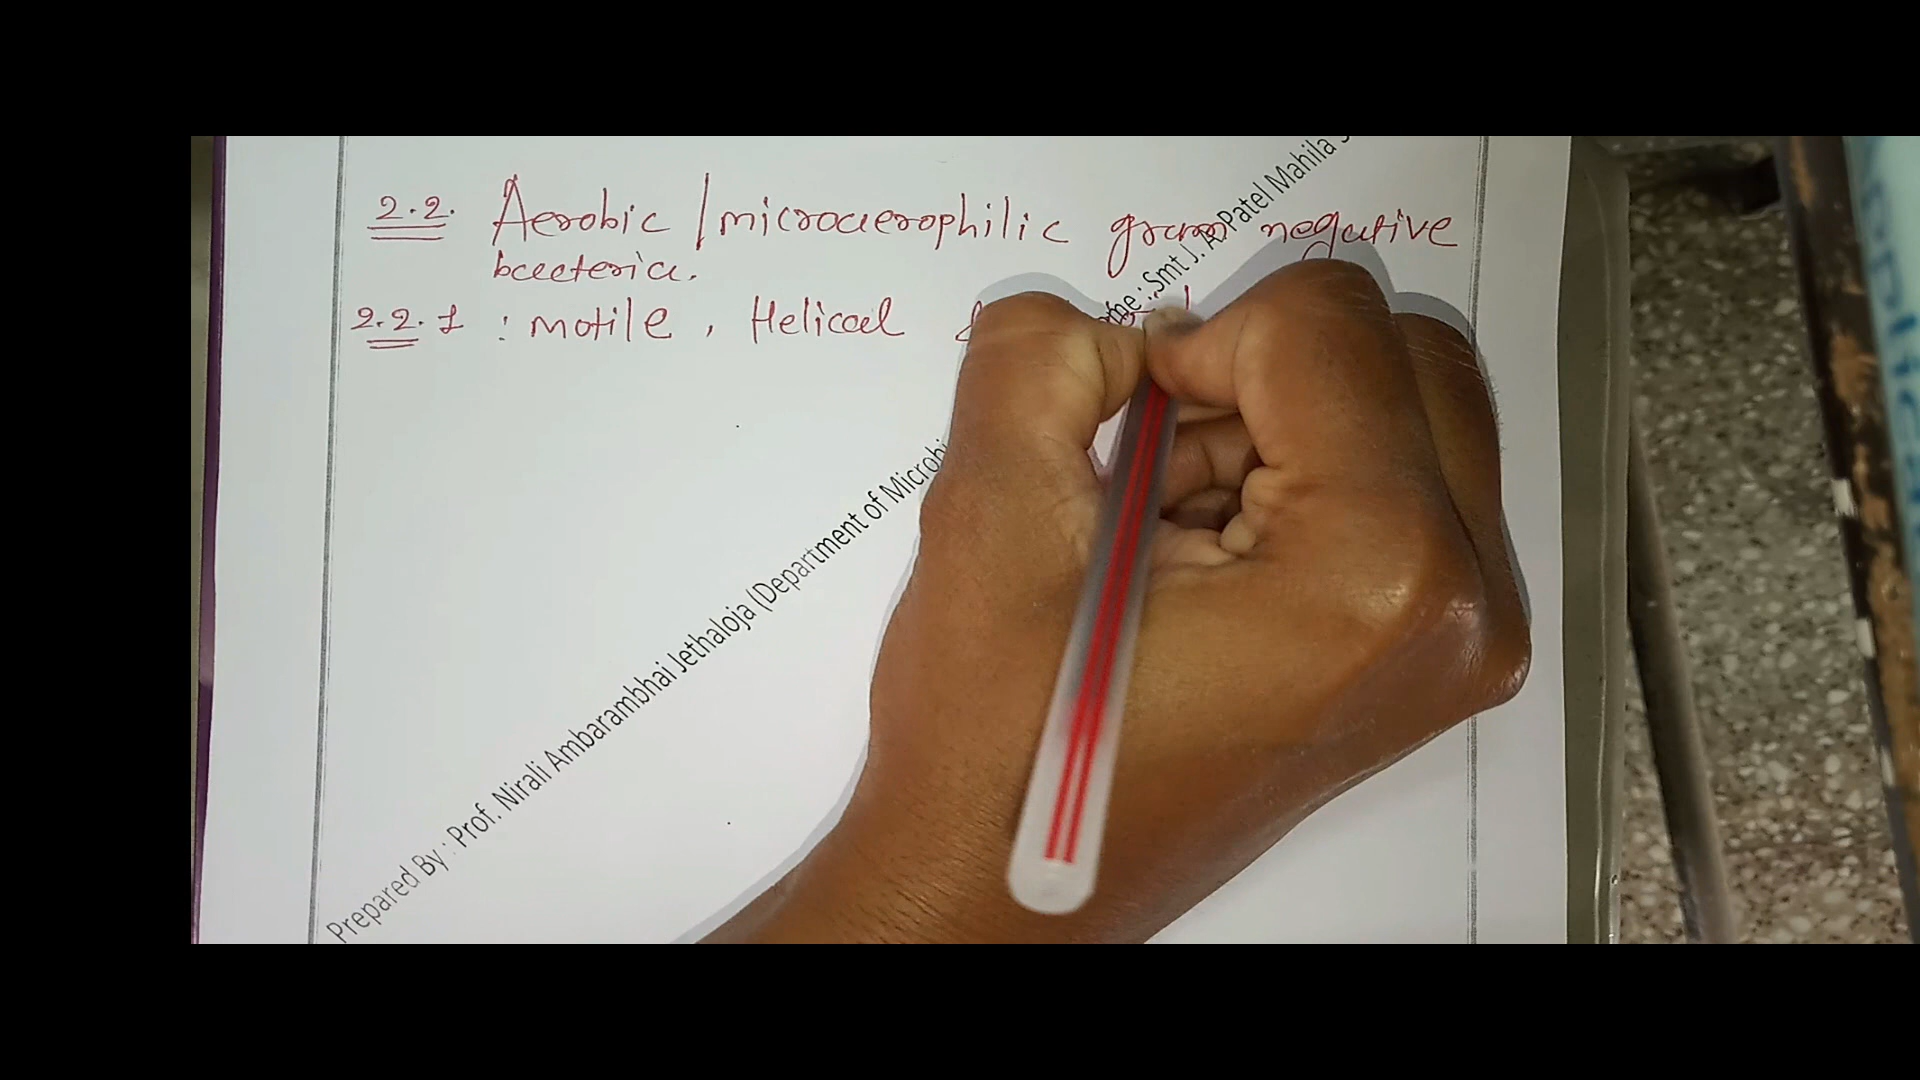 2.2. Aerobic / microaerophilic gram negative
bacteria.
2.2.1 : motile, Helical
Prepared By : Prof. Nirali Ambarambhai Jethaloja (Department of
Smt J. A. Patel Mahila